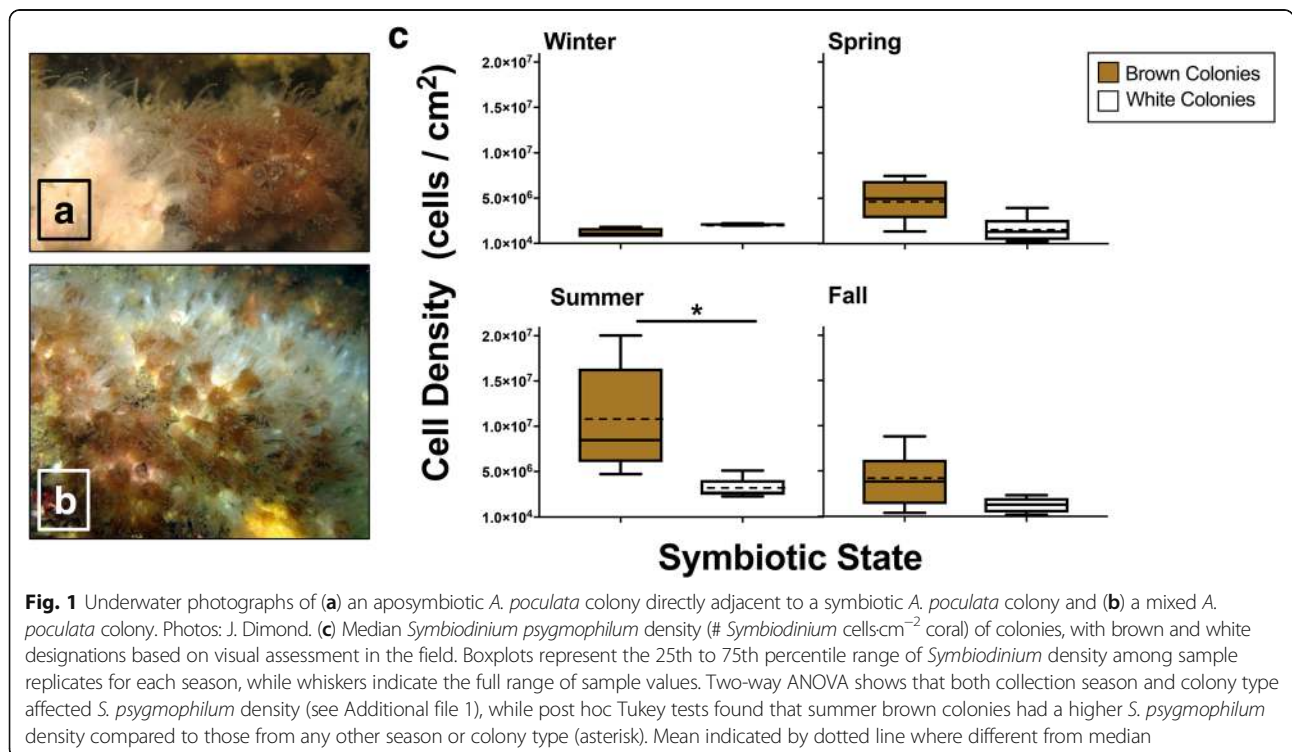 a
b
c
Cell Density (cells / cm²)
Winter
2.0×10⁷
1.5×10⁷
1.0×10⁷
5.0×10⁶
1.0×10⁴
Spring
Brown Colonies
White Colonies
Summer
*
2.0×10⁷
1.5×10⁷
1.0×10⁷
5.0×10⁶
1.0×10⁴
Fall
Symbiotic State
Fig. 1 Underwater photographs of (a) an aposymbiotic A. poculata colony directly adjacent to a symbiotic A. poculata colony and (b) a mixed A.
poculata colony. Photos: J. Dimond. (c) Median Symbiodinium psygmophilum density (# Symbiodinium cells·cm⁻² coral) of colonies, with brown and white
designations based on visual assessment in the field. Boxplots represent the 25th to 75th percentile range of Symbiodinium density among sample
replicates for each season, while whiskers indicate the full range of sample values. Two-way ANOVA shows that both collection season and colony type
affected S. psygmophilum density (see Additional file 1), while post hoc Tukey tests found that summer brown colonies had a higher S. psygmophilum
density compared to those from any other season or colony type (asterisk). Mean indicated by dotted line where different from median